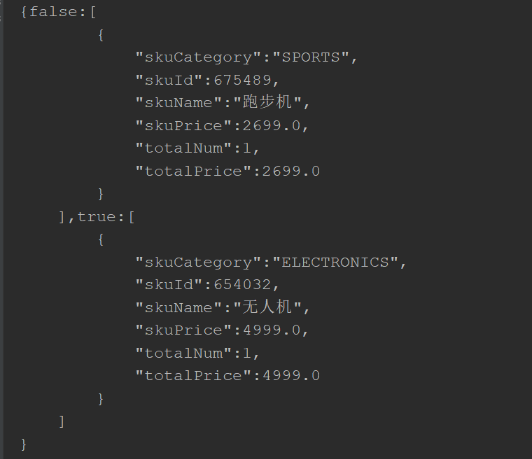 {false:[
{
"skuCategory":"SPORTS",
"skuId":675489,
"skuName":"跑步机",
"skuPrice":2699.0,
"totalNum":1,
"totalPrice":2699.0
}
],true:[
{
"skuCategory":"ELECTRONICS",
"skuId":654032,
"skuName":"无人机",
"skuPrice":4999.0,
"totalNum":1,
"totalPrice":4999.0
}
]
}